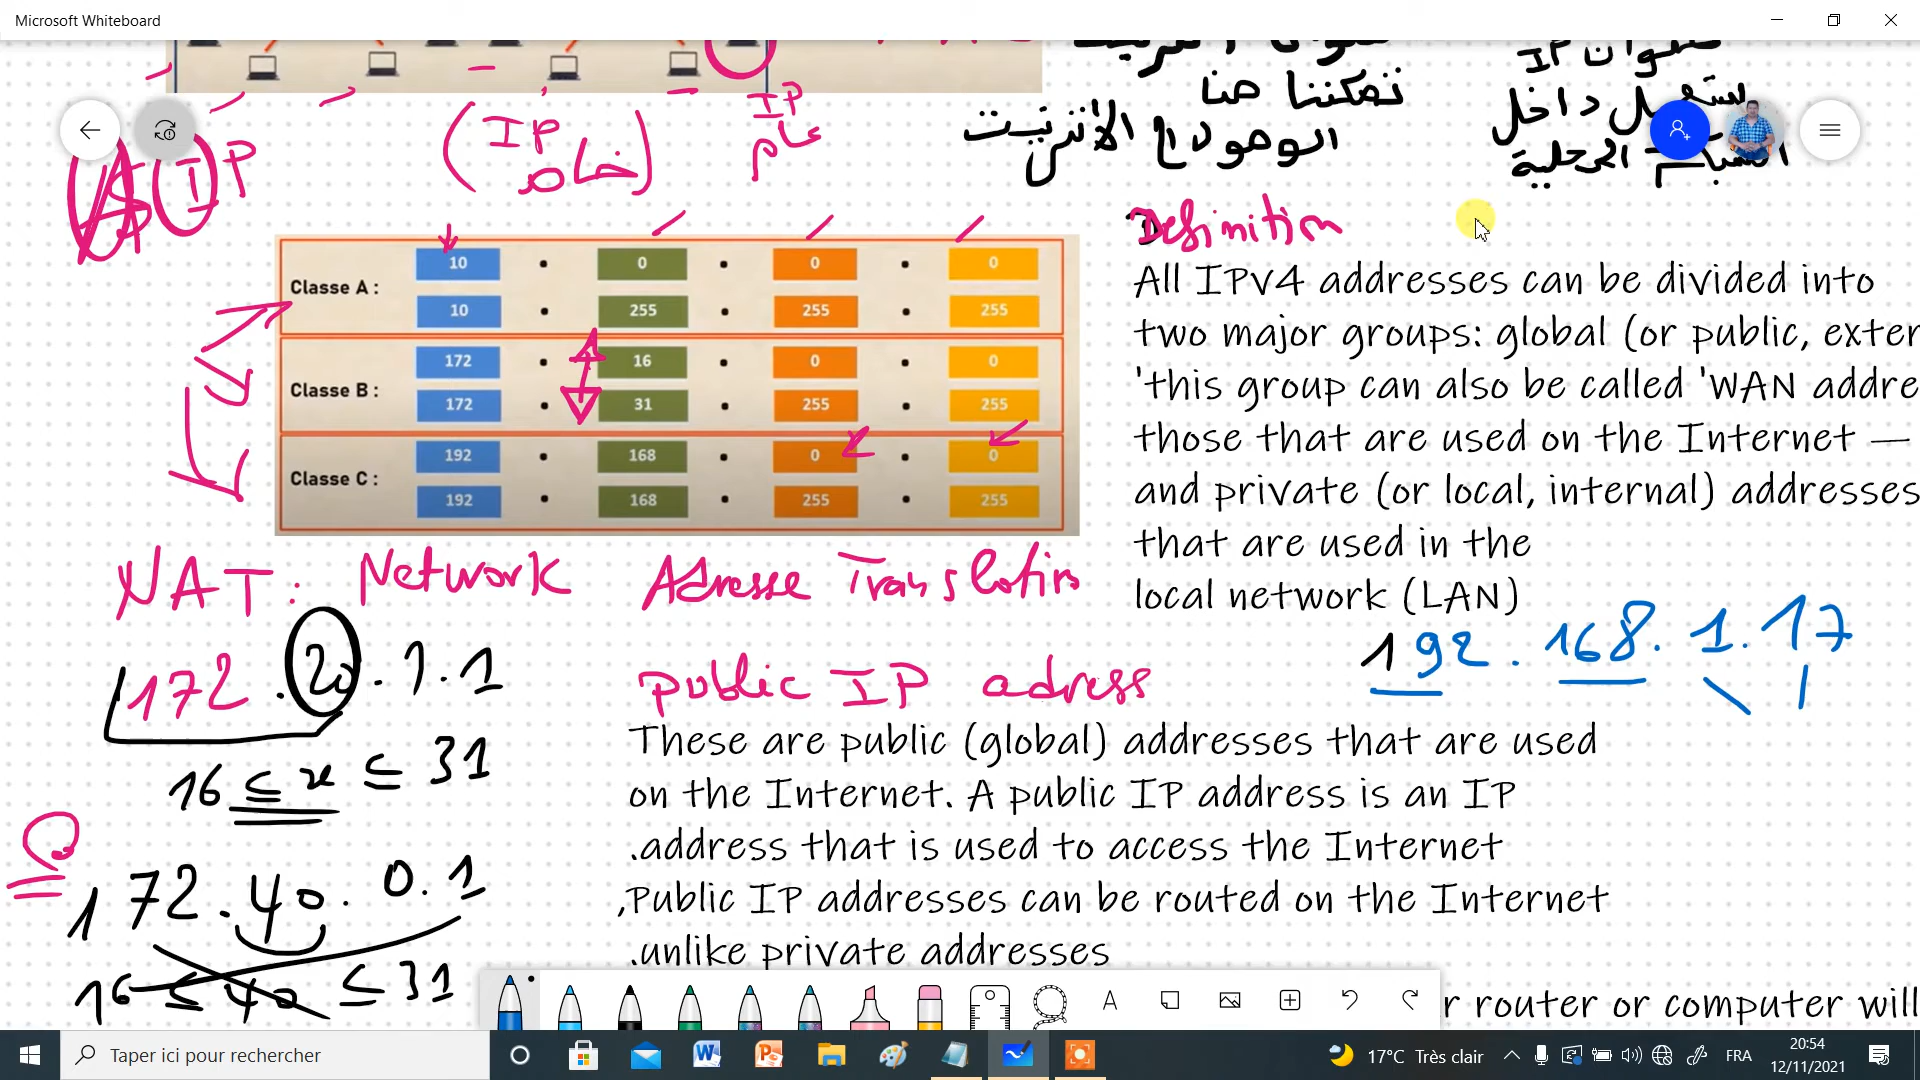 Microsoft Whiteboard
عنوان IP
تمكننا هنا
يستعمل داخل
الوصول الانترنيت
الشبكة المحلية
IP
(IP
خاص)
IP
عام
Definition
All IPv4 addresses can be divided into
two major groups: global (or public, exter
'this group can also be called 'WAN addre
those that are used on the Internet —
and private (or local, internal) addresses
that are used in the
local network (LAN)
Classe A :
10 . 0 . 0 . 0
10 . 255 . 255 . 255
Classe B :
172 . 16 . 0 . 0
172 . 31 . 255 . 255
Classe C :
192 . 168 . 0 . 0
192 . 168 . 255 . 255
NAT : Network Adresse Translation
192.168.1.17
172.20.1.1
16 ≤ x ≤ 31
172.40.0.1
16 ≤ 40 ≤ 31
public IP adress
These are public (global) addresses that are used
on the Internet. A public IP address is an IP
.address that is used to access the Internet
,Public IP addresses can be routed on the Internet
.unlike private addresses
r router or computer will
Taper ici pour rechercher
17°C Très clair
FRA
20:54
12/11/2021